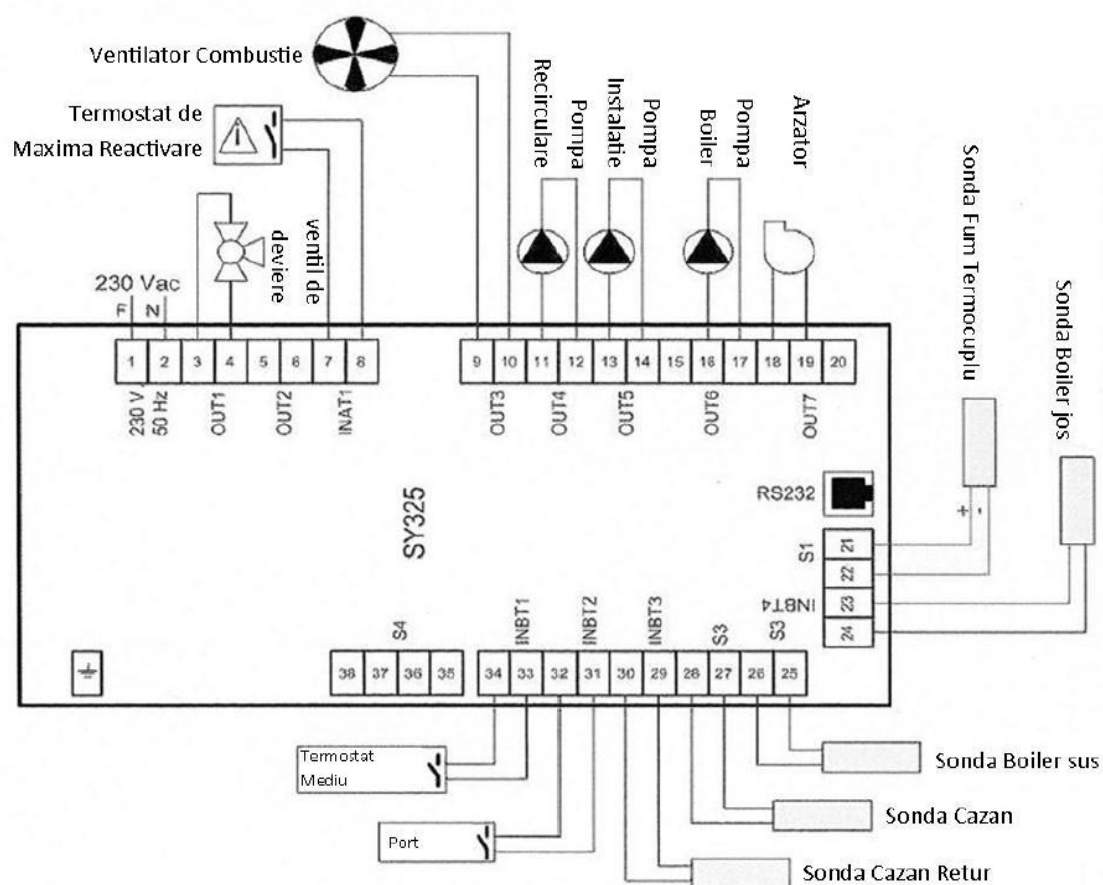 Ventilator Combustie
Termostat de
Maxima Reactivare
ventil de
deviere
Recirculare
Pompa
Instalatie
Pompa
Boiler
Pompa
Arzator
Sonda Fum Termocuplu
Sonda Boiler jos
230 Vac
F N
1 2 3 4 5 6 7 8
9 10 11 12 13 14 15 16 17 18 19 20
230 V
50 Hz
OUT1
OUT2
INAT1
OUT3
OUT4
OUT5
OUT6
OUT7
RS232
SY325
+ -
S1
INBT4
21
22
23
24
S4
INBT1
INBT2
INBT3
S3
S3
38 37 36 35
34 33 32 31 30 29 28 27 26 25
Termostat
Mediu
Port
Sonda Boiler sus
Sonda Cazan
Sonda Cazan Retur